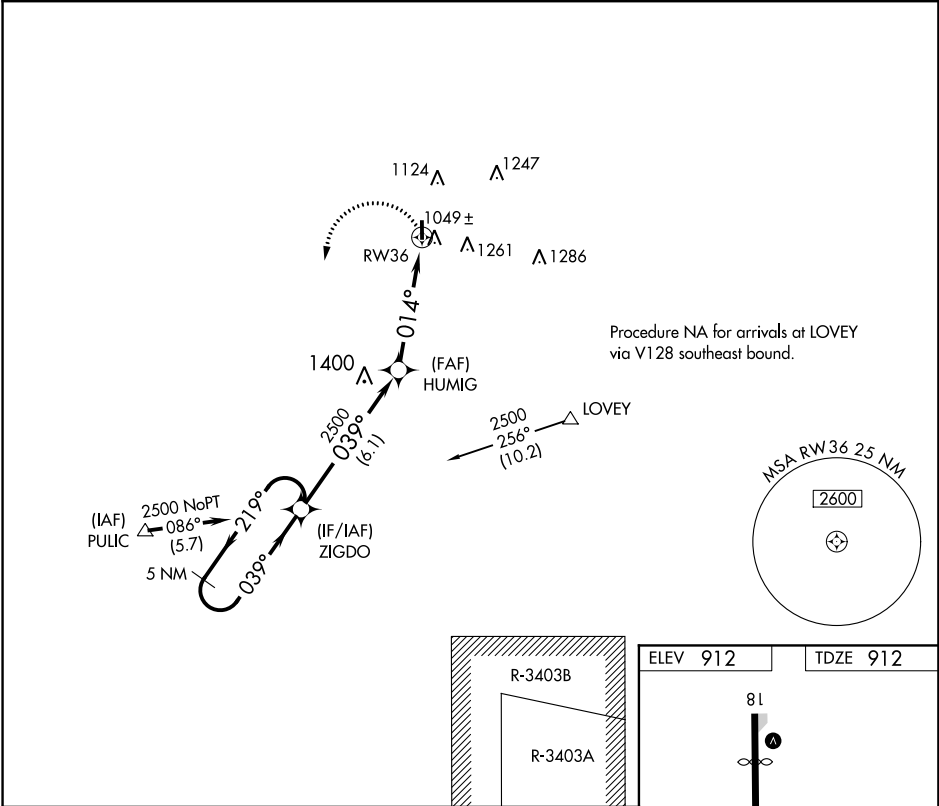 1124
1247
1049 ±
RW36
1261
1286
014°
Procedure NA for arrivals at LOVEY
via V128 southeast bound.
1400
(FAF)
HUMIG
LOVEY
2500
256°
(10.2)
2500
039°
(6.1)
MSA RW36 25 NM
2600
(IAF)
PULIC
2500 NoPT
086°
(5.7)
219°
(IF/IAF)
ZIGDO
5 NM
039°
ELEV 912
TDZE 912
R-3403B
18
R-3403A